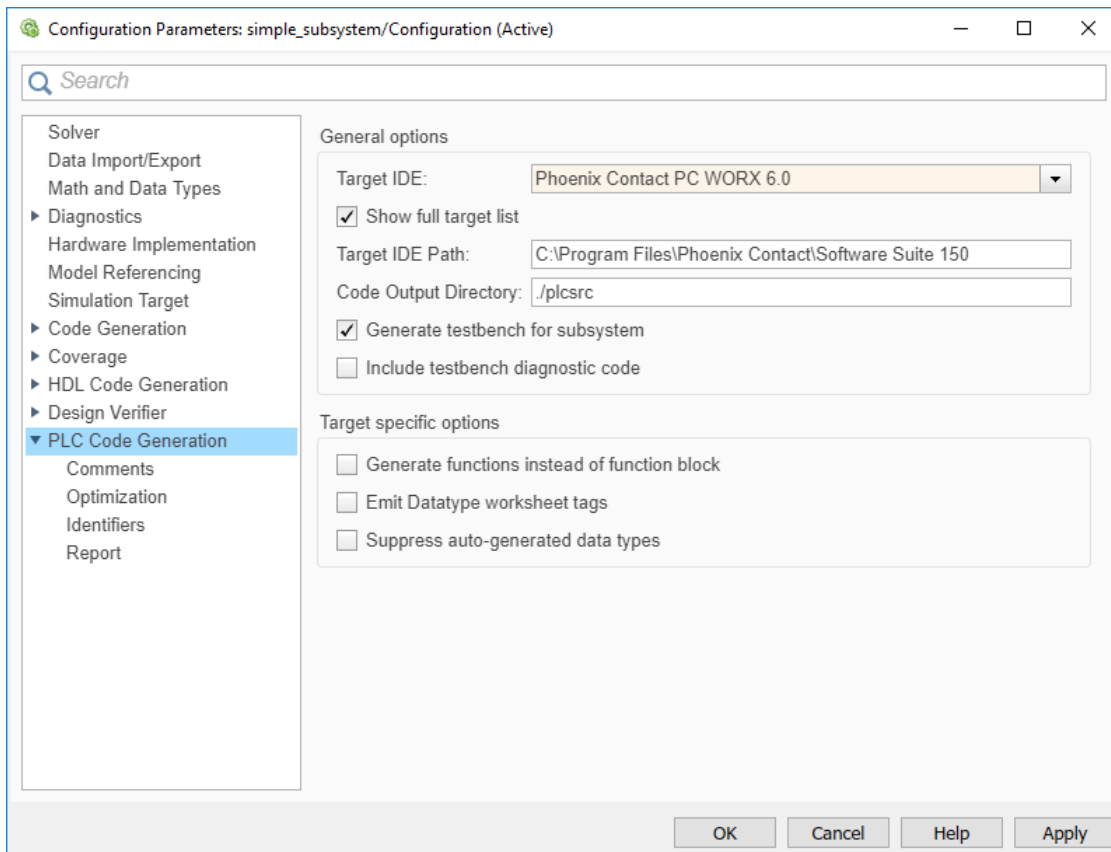 Configuration Parameters: simple_subsystem/Configuration (Active)
Search
Solver
Data Import/Export
Math and Data Types
Diagnostics
Hardware Implementation
Model Referencing
Simulation Target
Code Generation
Coverage
HDL Code Generation
Design Verifier
PLC Code Generation
Comments
Optimization
Identifiers
Report
General options
Target IDE: Phoenix Contact PC WORX 6.0
Show full target list
Target IDE Path: C:\Program Files\Phoenix Contact\Software Suite 150
Code Output Directory: ./plcsrc
Generate testbench for subsystem
Include testbench diagnostic code
Target specific options
Generate functions instead of function block
Emit Datatype worksheet tags
Suppress auto-generated data types
OK Cancel Help Apply